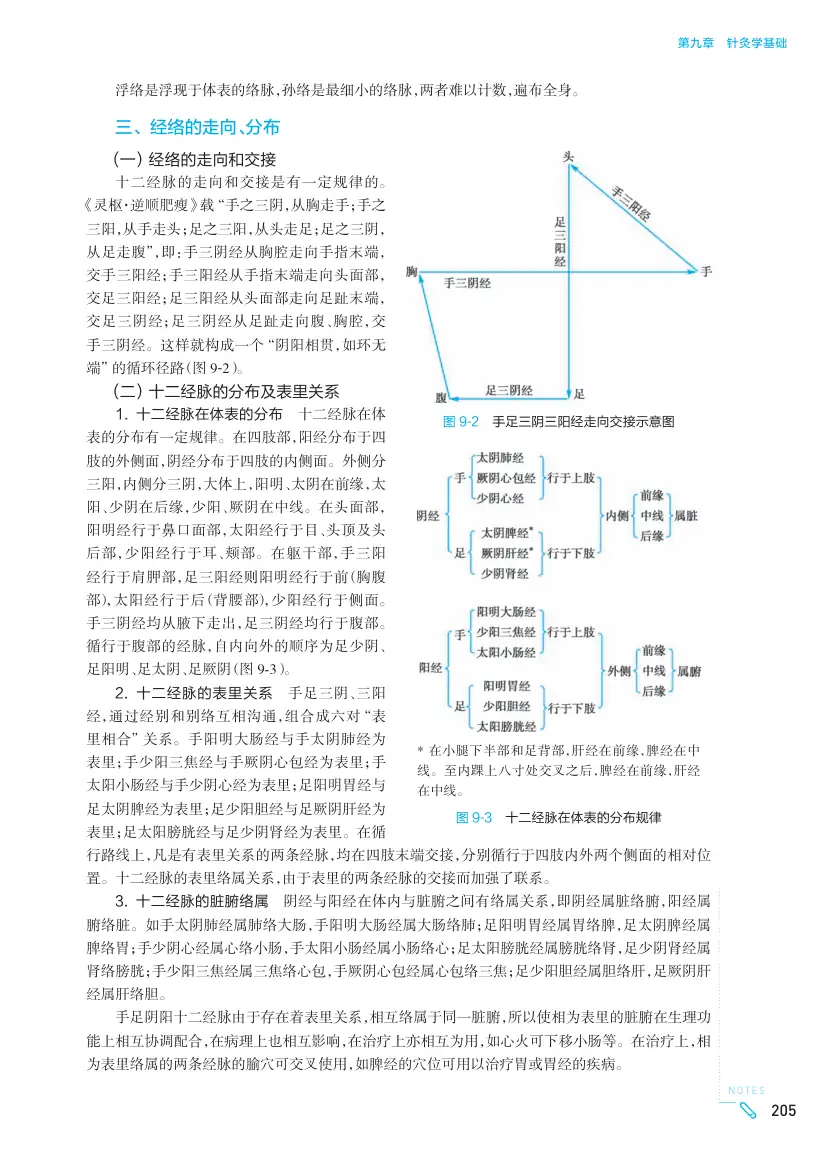 第九章 针灸学基础
浮络是浮现于体表的络脉,孙络是最细小的络脉,两者难以计数,遍布全身。
三、经络的走向、分布
(一) 经络的走向和交接
十二经脉的走向和交接是有一定规律的。
《灵枢·逆顺肥瘦》载“手之三阴,从胸走手;手之
三阳,从手走头;足之三阳,从头走足;足之三阴,
从足走腹”,即:手三阴经从胸腔走向手指末端,
交手三阳经;手三阳经从手指末端走向头面部,
交足三阳经;足三阳经从头面部走向足趾末端,
交足三阴经;足三阴经从足趾走向腹、胸腔,交
手三阴经。这样就构成一个“阴阳相贯,如环无
端”的循环径路(图 9-2)。
(二) 十二经脉的分布及表里关系
1. 十二经脉在体表的分布 十二经脉在体
表的分布有一定规律。在四肢部,阳经分布于四
肢的外侧面,阴经分布于四肢的内侧面。外侧分
三阳,内侧分三阴,大体上,阳明、太阴在前缘,太
阳、少阴在后缘,少阳、厥阴在中线。在头面部,
阳明经行于鼻口面部,太阳经行于目、头顶及头
后部,少阳经行于耳、颊部。在躯干部,手三阳
经行于肩胛部,足三阳经则阳明经行于前(胸腹
部),太阳经行于后(背腰部),少阳经行于侧面。
手三阴经均从腋下走出,足三阴经均行于腹部。
循行于腹部的经脉,自内向外的顺序为足少阴、
足阳明、足太阴、足厥阴(图 9-3)。
2. 十二经脉的表里关系 手足三阴、三阳
经,通过经别和别络互相沟通,组合成六对“表
里相合”关系。手阳明大肠经与手太阴肺经为
表里;手少阳三焦经与手厥阴心包经为表里;手
太阳小肠经与手少阴心经为表里;足阳明胃经与
足太阴脾经为表里;足少阳胆经与足厥阴肝经为
表里;足太阳膀胱经与足少阴肾经为表里。在循
行路线上,凡是有表里关系的两条经脉,均在四肢末端交接,分别循行于四肢内外两个侧面的相对位
置。十二经脉的表里络属关系,由于表里的两条经脉的交接而加强了联系。
3. 十二经脉的脏腑络属 阴经与阳经在体内与脏腑之间有络属关系,即阴经属脏络腑,阳经属
腑络脏。如手太阴肺经属肺络大肠,手阳明大肠经属大肠络肺;足阳明胃经属胃络脾,足太阴脾经属
脾络胃;手少阴心经属心络小肠,手太阳小肠经属小肠络心;足太阳膀胱经属膀胱络肾,足少阴肾经属
肾络膀胱;手少阳三焦经属三焦络心包,手厥阴心包经属心包络三焦;足少阳胆经属胆络肝,足厥阴肝
经属肝络胆。
手足阴阳十二经脉由于存在着表里关系,相互络属于同一脏腑,所以使相为表里的脏腑在生理功
能上相互协调配合,在病理上也相互影响,在治疗上亦相互为用,如心火可下移小肠等。在治疗上,相
为表里络属的两条经脉的腧穴可交叉使用,如脾经的穴位可用以治疗胃或胃经的疾病。
头
手三阳经
足三阳经
胸
手
手三阴经
足三阴经
腹
足
图 9-2 手足三阴三阳经走向交接示意图
太阴肺经
手 厥阴心包经 行于上肢
少阴心经
阴经
内侧 前缘 中线 后缘 属脏
太阴脾经*
足 厥阴肝经* 行于下肢
少阴肾经
阳明大肠经
手 少阳三焦经 行于上肢
太阳小肠经
阳经
外侧 前缘 中线 后缘 属腑
阳明胃经
足 少阳胆经 行于下肢
太阳膀胱经
* 在小腿下半部和足背部,肝经在前缘,脾经在中
线。至内踝上八寸处交叉之后,脾经在前缘,肝经
在中线。
图 9-3 十二经脉在体表的分布规律
NOTES
205